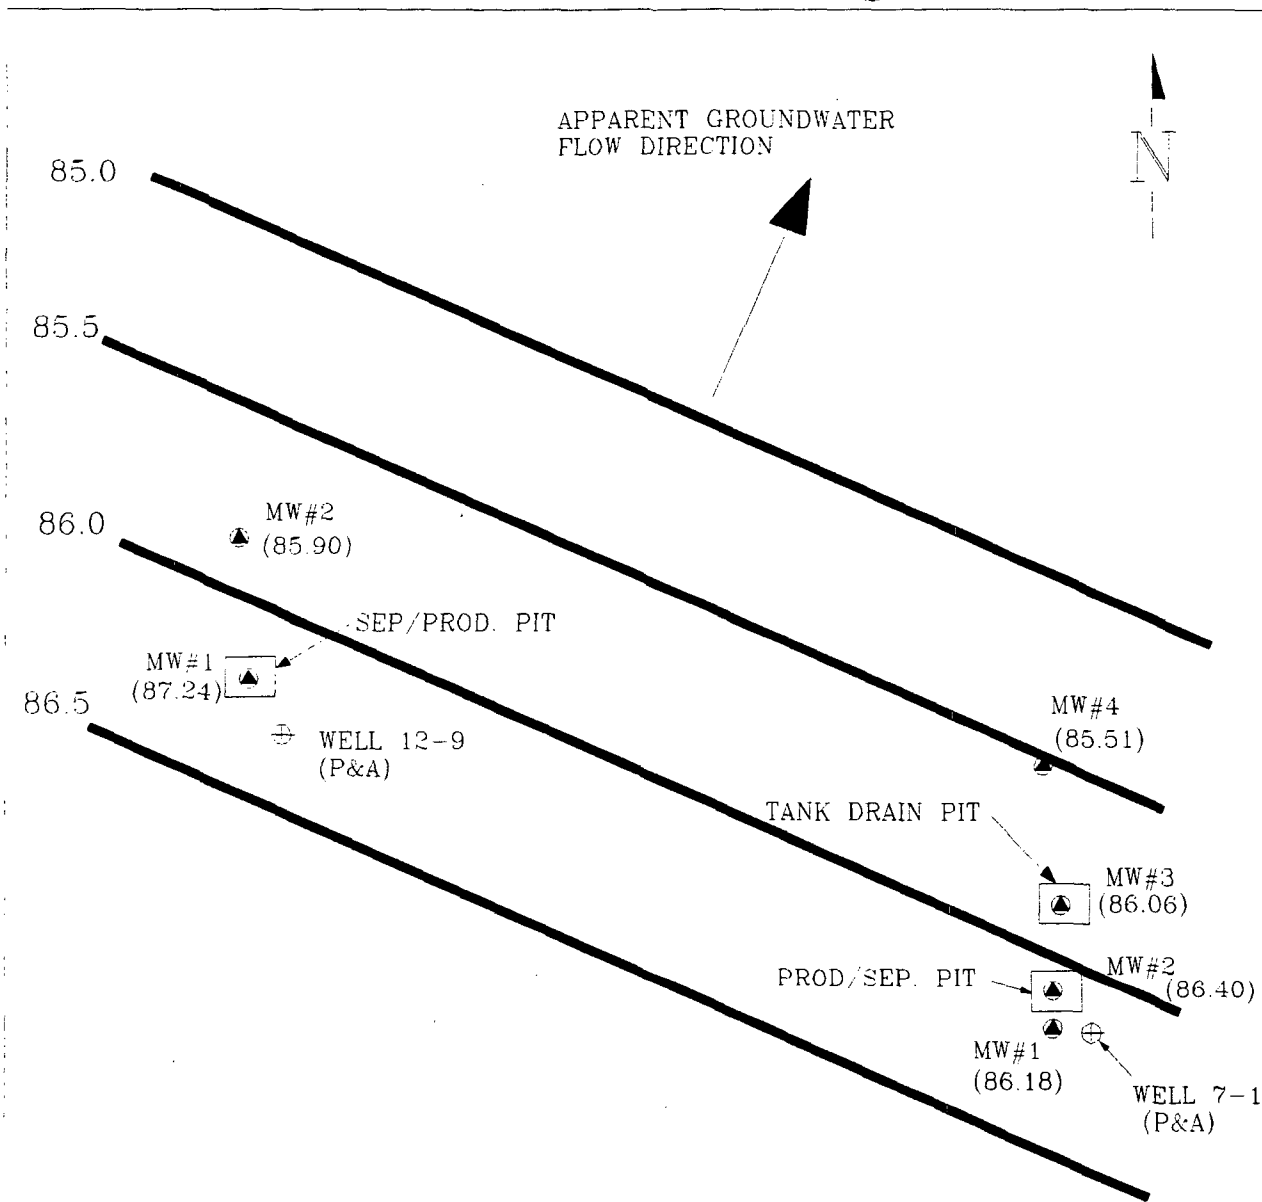 APPARENT GROUNDWATER
FLOW DIRECTION
N
85.0
85.5
86.0
MW#2
(85.90)
SEP/PROD. PIT
MW#1
(87.24)
86.5
WELL 12-9
(P&A)
MW#4
(85.51)
TANK DRAIN PIT
MW#3
(86.06)
PROD/SEP. PIT
MW#2
(86.40)
MW#1
(86.18)
WELL 7-1
(P&A)